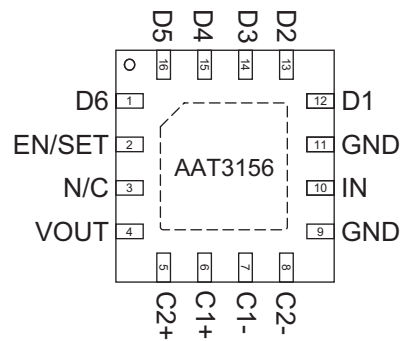 D5 D4 D3 D2
16 15 14 13
D6 1 12 D1
EN/SET 2 11 GND
AAT3156
N/C 3 10 IN
VOUT 4 9 GND
5 6 7 8
C2+ C1+ C1- C2-